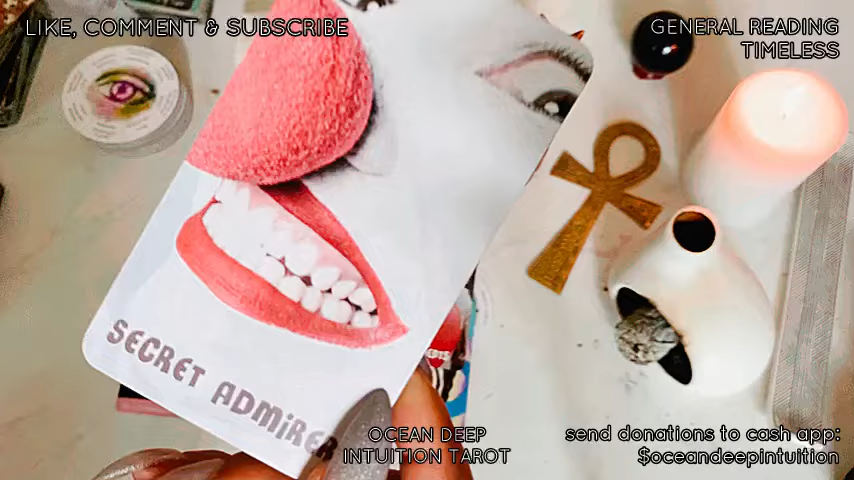 LIKE, COMMENT & SUBSCRIBE
GENERAL READING
TIMELESS
SECRET ADMiRER
OCEAN DEEP
INTUITION TAROT
send donations to cash app:
$oceandeepintuition